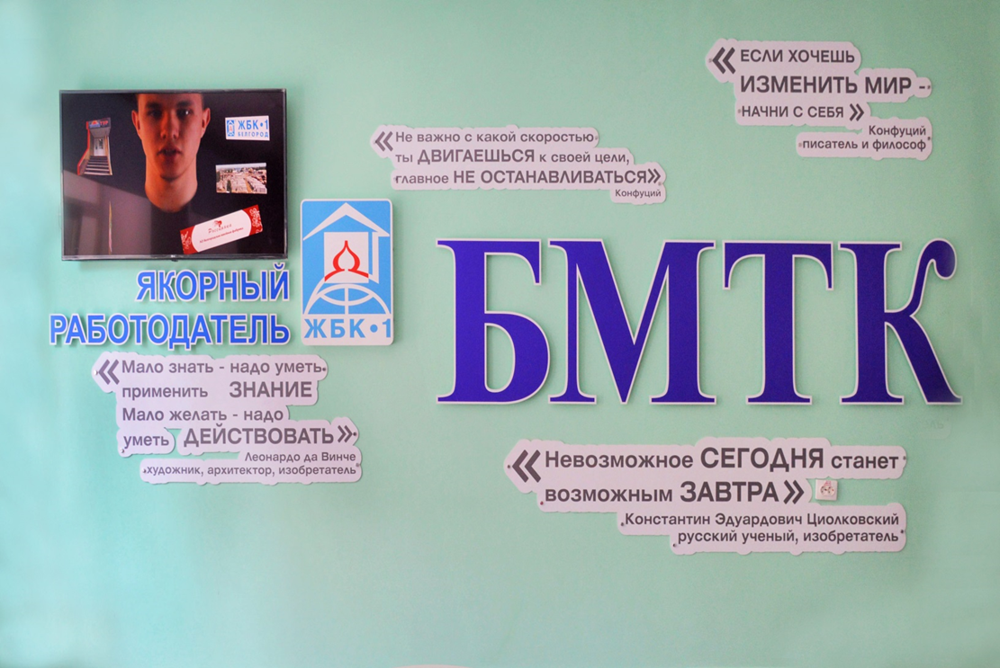 ЖБК•1
БЕЛГОРОД
ЯКОРНЫЙ
РАБОТОДАТЕЛЬ
ЖБК•1
«Мало знать - надо уметь
применить ЗНАНИЕ
Мало желать - надо
уметь ДЕЙСТВОВАТЬ»
Леонардо да Винче
художник, архитектор, изобретатель
«Не важно с какой скоростью
ты ДВИГАЕШЬСЯ к своей цели,
главное НЕ ОСТАНАВЛИВАТЬСЯ»
Конфуций
«ЕСЛИ ХОЧЕШЬ
ИЗМЕНИТЬ МИР -
НАЧНИ С СЕБЯ»
Конфуций
писатель и философ
БМТК
«Невозможное СЕГОДНЯ станет
возможным ЗАВТРА»
Константин Эдуардович Циолковский
русский ученый, изобретатель